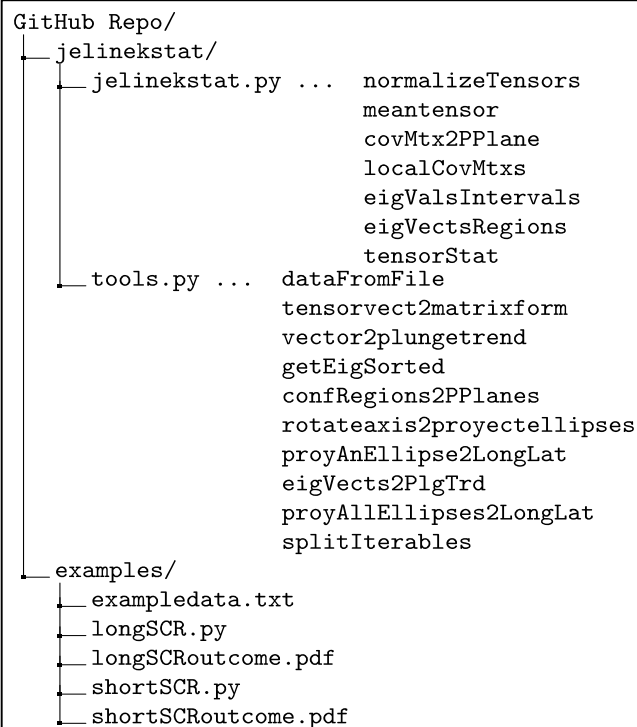 GitHub Repo/
jelinekstat/
jelinekstat.py ... normalizeTensors
meantensor
covMtx2PPlane
localCovMtxs
eigValsIntervals
eigVectsRegions
tensorStat
tools.py ... dataFromFile
tensorvect2matrixform
vector2plungetrend
getEigSorted
confRegions2PPlanes
rotateaxis2proyectellipses
proyAnEllipse2LongLat
eigVects2PlgTrd
proyAllEllipses2LongLat
splitIterables
examples/
exampledata.txt
longSCR.py
longSCRoutcome.pdf
shortSCR.py
shortSCRoutcome.pdf